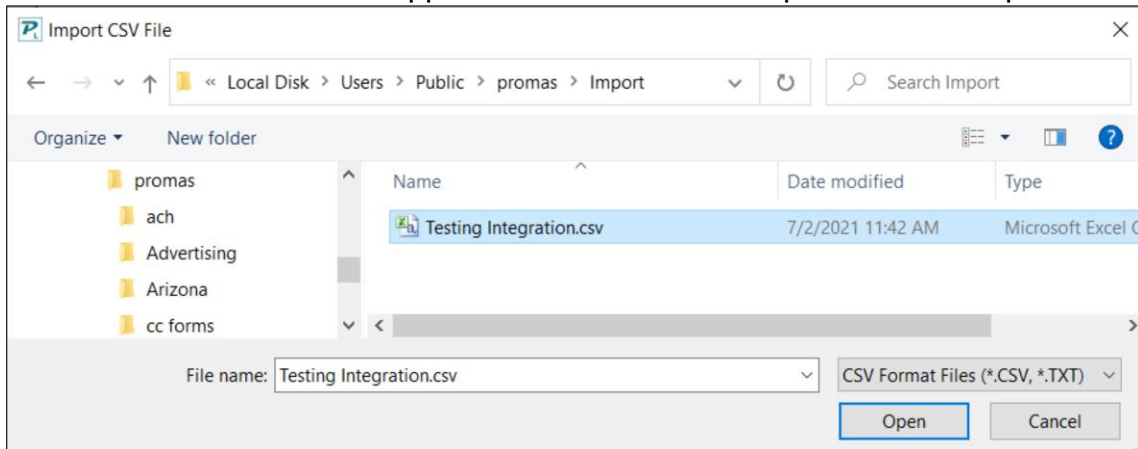 Import CSV File
« Local Disk > Users > Public > promas > Import
Search Import
Organize
New folder
?
promas
Name
Date modified
Type
ach
Testing Integration.csv
7/2/2021 11:42 AM
Microsoft Excel C
Advertising
Arizona
cc forms
File name:
Testing Integration.csv
CSV Format Files (*.CSV, *.TXT)
Open
Cancel